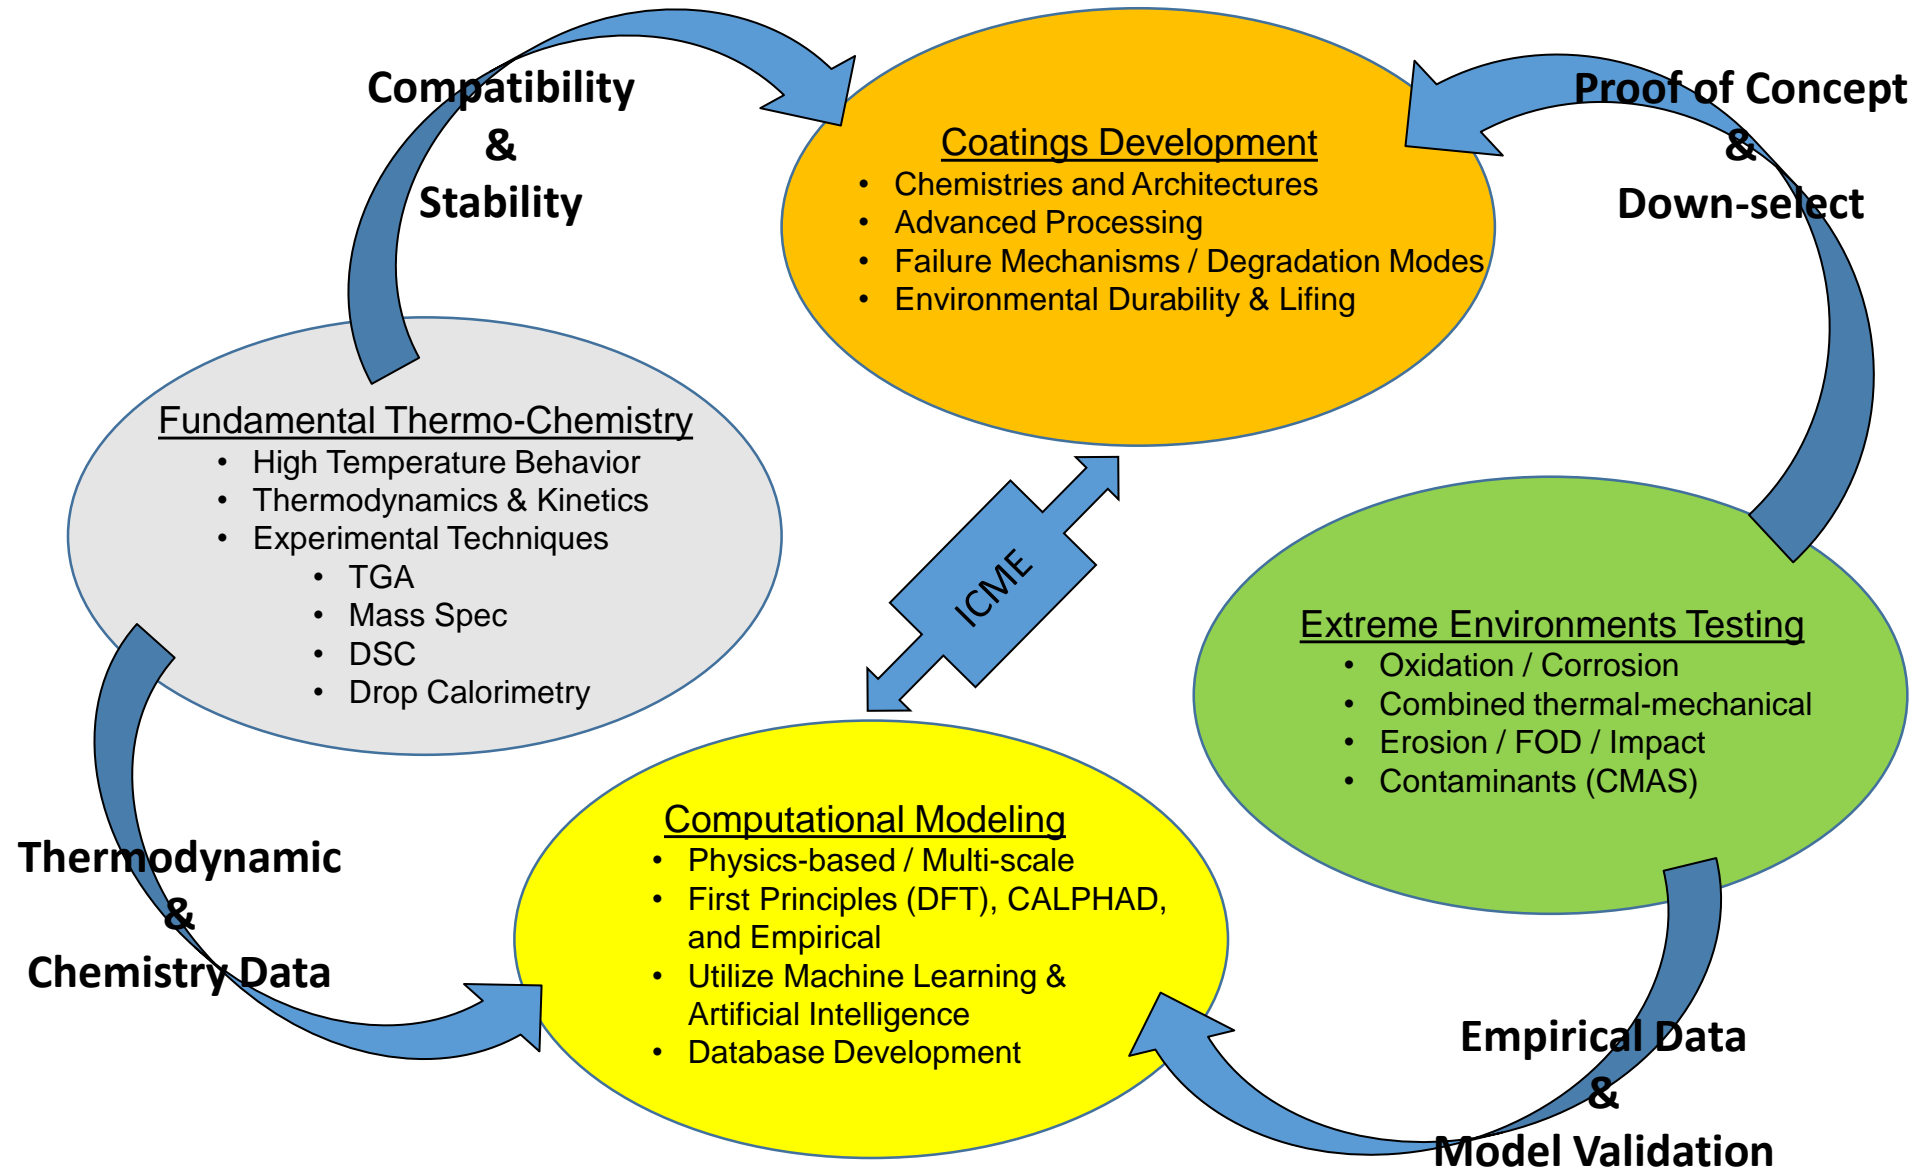 Compatibility
&
Stability
Proof of Concept
&
Down-select
Coatings Development
• Chemistries and Architectures
• Advanced Processing
• Failure Mechanisms / Degradation Modes
• Environmental Durability & Lifing
Fundamental Thermo-Chemistry
• High Temperature Behavior
• Thermodynamics & Kinetics
• Experimental Techniques
• TGA
• Mass Spec
• DSC
• Drop Calorimetry
ICME
Extreme Environments Testing
• Oxidation / Corrosion
• Combined thermal-mechanical
• Erosion / FOD / Impact
• Contaminants (CMAS)
Thermodynamic
&
Chemistry Data
Computational Modeling
• Physics-based / Multi-scale
• First Principles (DFT), CALPHAD,
and Empirical
• Utilize Machine Learning &
Artificial Intelligence
• Database Development
Empirical Data
&
Model Validation